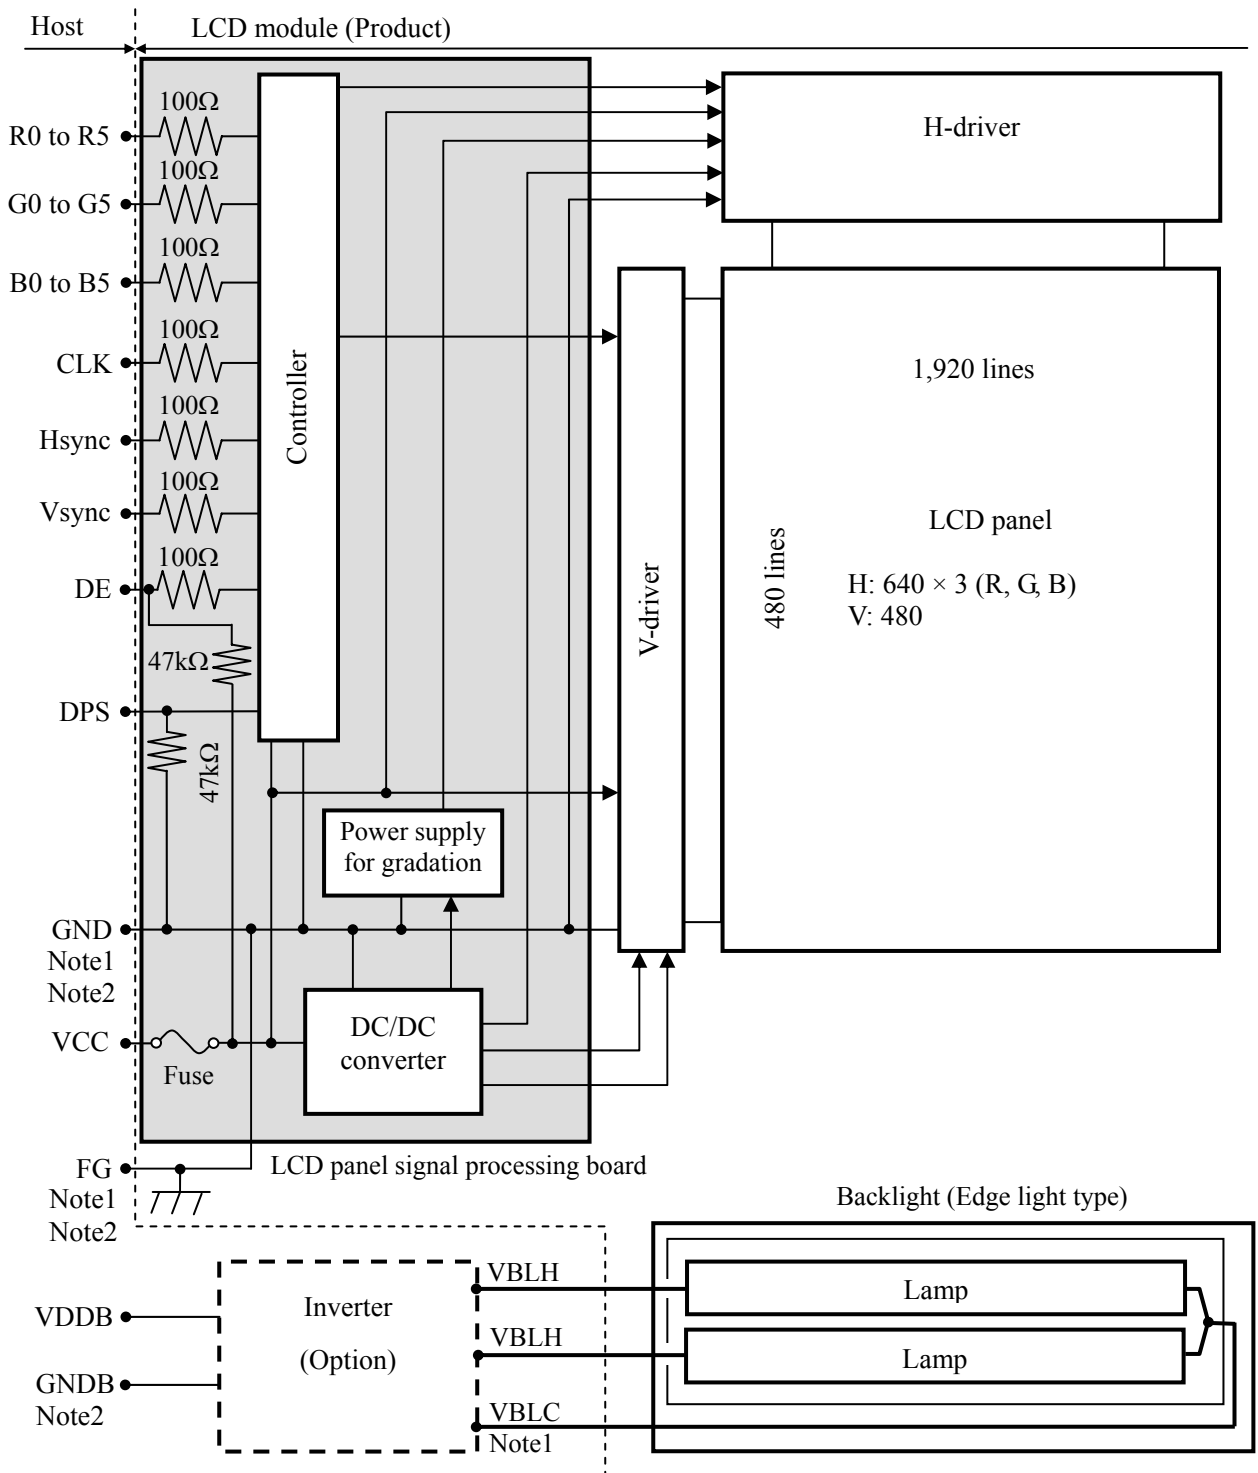 Host
LCD module (Product)
R0 to R5
100Ω
G0 to G5
100Ω
B0 to B5
100Ω
CLK
100Ω
Hsync
100Ω
Vsync
100Ω
DE
100Ω
47kΩ
DPS
47kΩ
GND
Note1
Note2
VCC
Fuse
FG
Note1
Note2
Controller
Power supply
for gradation
DC/DC
converter
LCD panel signal processing board
H-driver
V-driver
1,920 lines
480 lines
LCD panel
H: 640 × 3 (R, G, B)
V: 480
Backlight (Edge light type)
VDDB
GNDB
Note2
Inverter
(Option)
VBLH
Lamp
VBLH
Lamp
VBLC
Note1